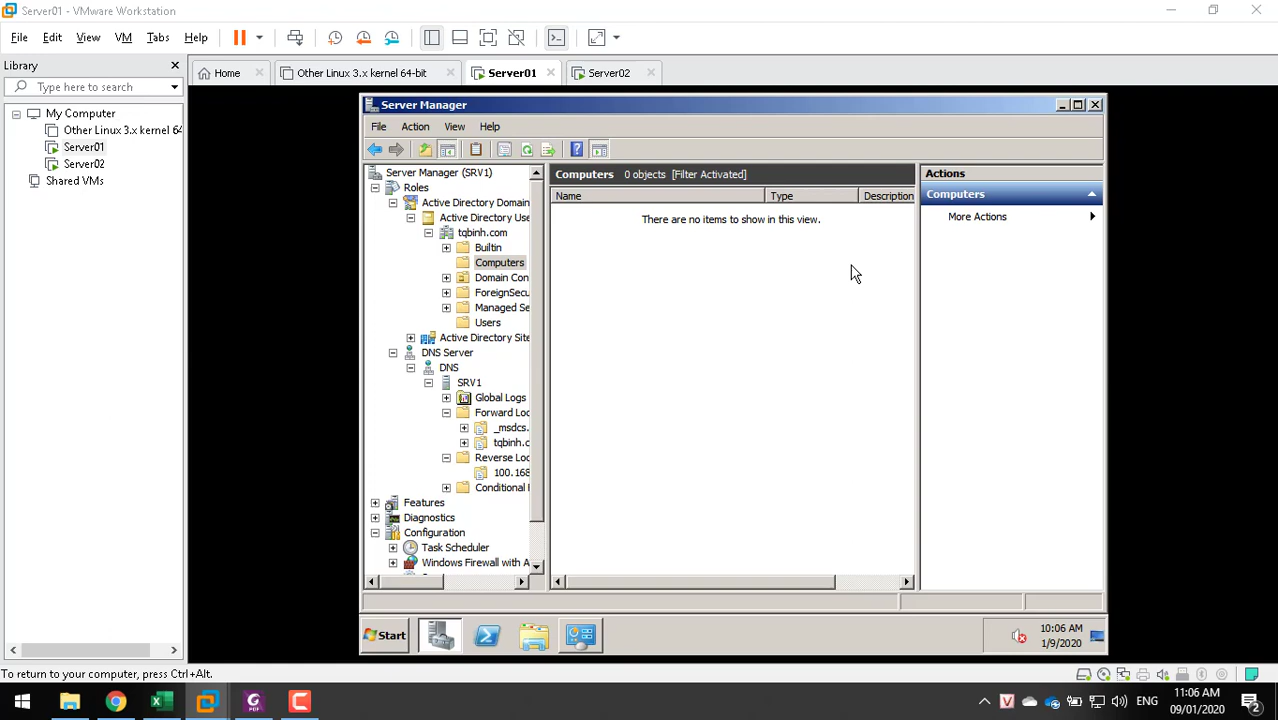 Server01 - VMware Workstation
File Edit View VM Tabs Help
Library
Type here to search
My Computer
Other Linux 3.x kernel 64
Server01
Server02
Shared VMs
Home
Other Linux 3.x kernel 64-bit
Server01
Server02
Server Manager
File Action View Help
Server Manager (SRV1)
Roles
Active Directory Domain
Active Directory Use
tqbinh.com
Builtin
Computers
Domain Con
ForeignSecu
Managed Se
Users
Active Directory Site
DNS Server
DNS
SRV1
Global Logs
Forward Loo
_msdcs.
tqbinh.c
Reverse Loo
100.168
Conditional
Features
Diagnostics
Configuration
Task Scheduler
Windows Firewall with A
Computers 0 objects [Filter Activated]
Name Type Description
There are no items to show in this view.
Actions
Computers
More Actions
Start
10:06 AM
1/9/2020
To return to your computer, press Ctrl+Alt.
ENG
11:06 AM
09/01/2020
2